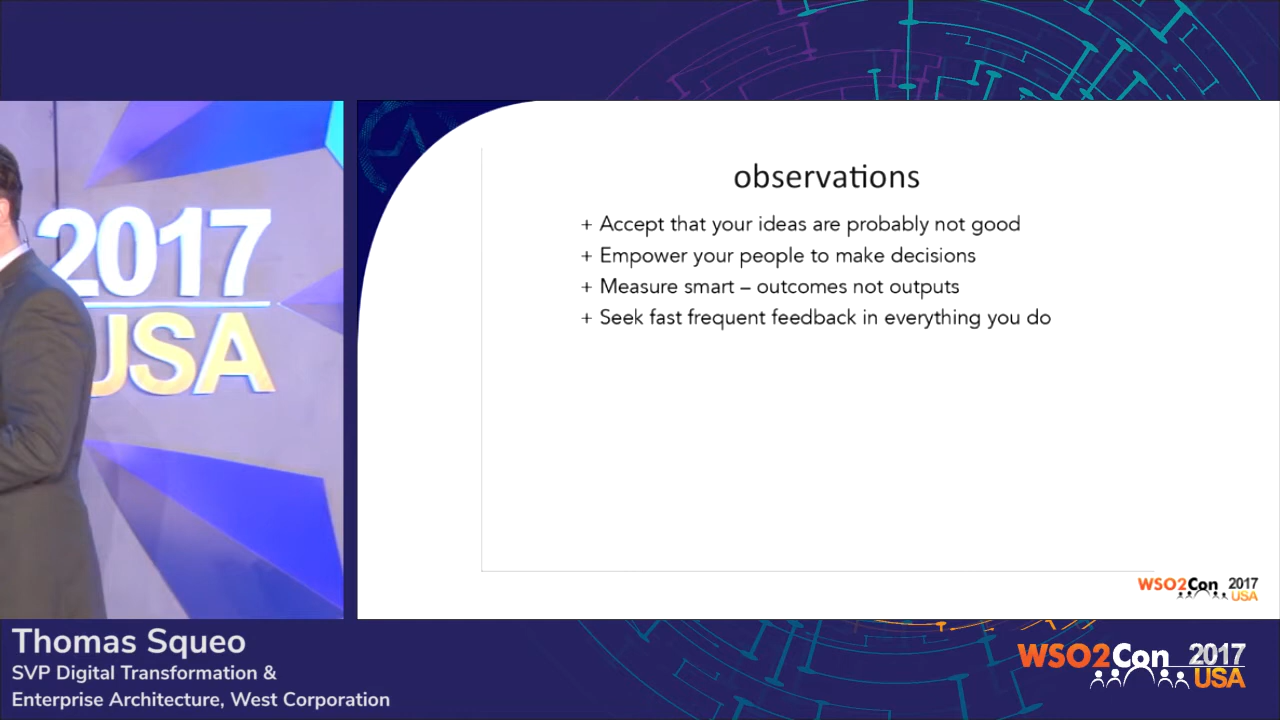 2017
USA
observations
+ Accept that your ideas are probably not good
+ Empower your people to make decisions
+ Measure smart – outcomes not outputs
+ Seek fast frequent feedback in everything you do
WSO2Con 2017
USA
Thomas Squeo
SVP Digital Transformation &
Enterprise Architecture, West Corporation
WSO2Con 2017
USA